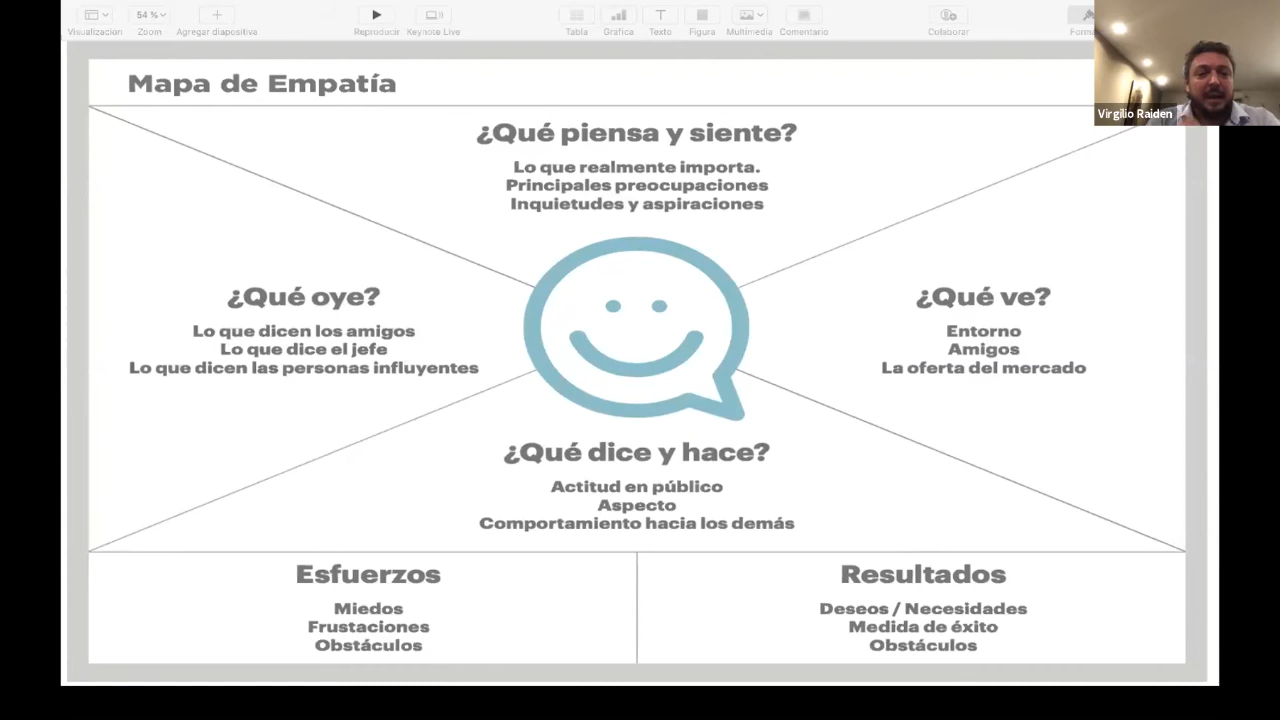 54 %
Visualización
Zoom
Agregar diapositiva
Reproducir
Keynote Live
Tabla
Gráfica
Texto
Figura
Multimedia
Comentario
Colaborar
Forma
Virgilio Raiden
Mapa de Empatía
¿Qué piensa y siente?
Lo que realmente importa.
Principales preocupaciones
Inquietudes y aspiraciones
¿Qué oye?
Lo que dicen los amigos
Lo que dice el jefe
Lo que dicen las personas influyentes
¿Qué ve?
Entorno
Amigos
La oferta del mercado
¿Qué dice y hace?
Actitud en público
Aspecto
Comportamiento hacia los demás
Esfuerzos
Miedos
Frustaciones
Obstáculos
Resultados
Deseos / Necesidades
Medida de éxito
Obstáculos